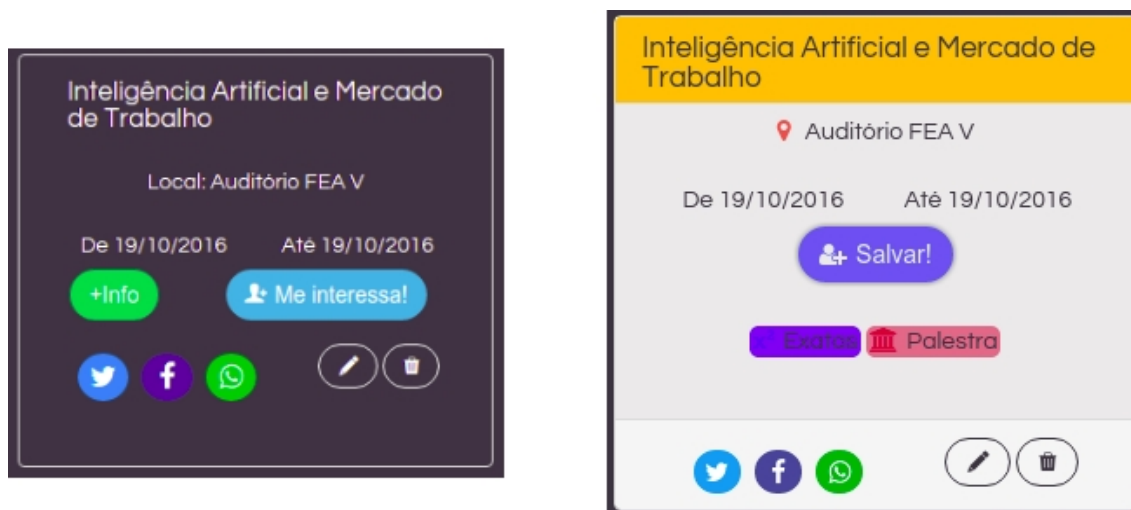 Inteligência Artificial e Mercado
de Trabalho
Local: Auditório FEA V
De 19/10/2016 Até 19/10/2016
+Info Me interessa!
Inteligência Artificial e Mercado de
Trabalho
Auditório FEA V
De 19/10/2016 Até 19/10/2016
Salvar!
Exatas Palestra